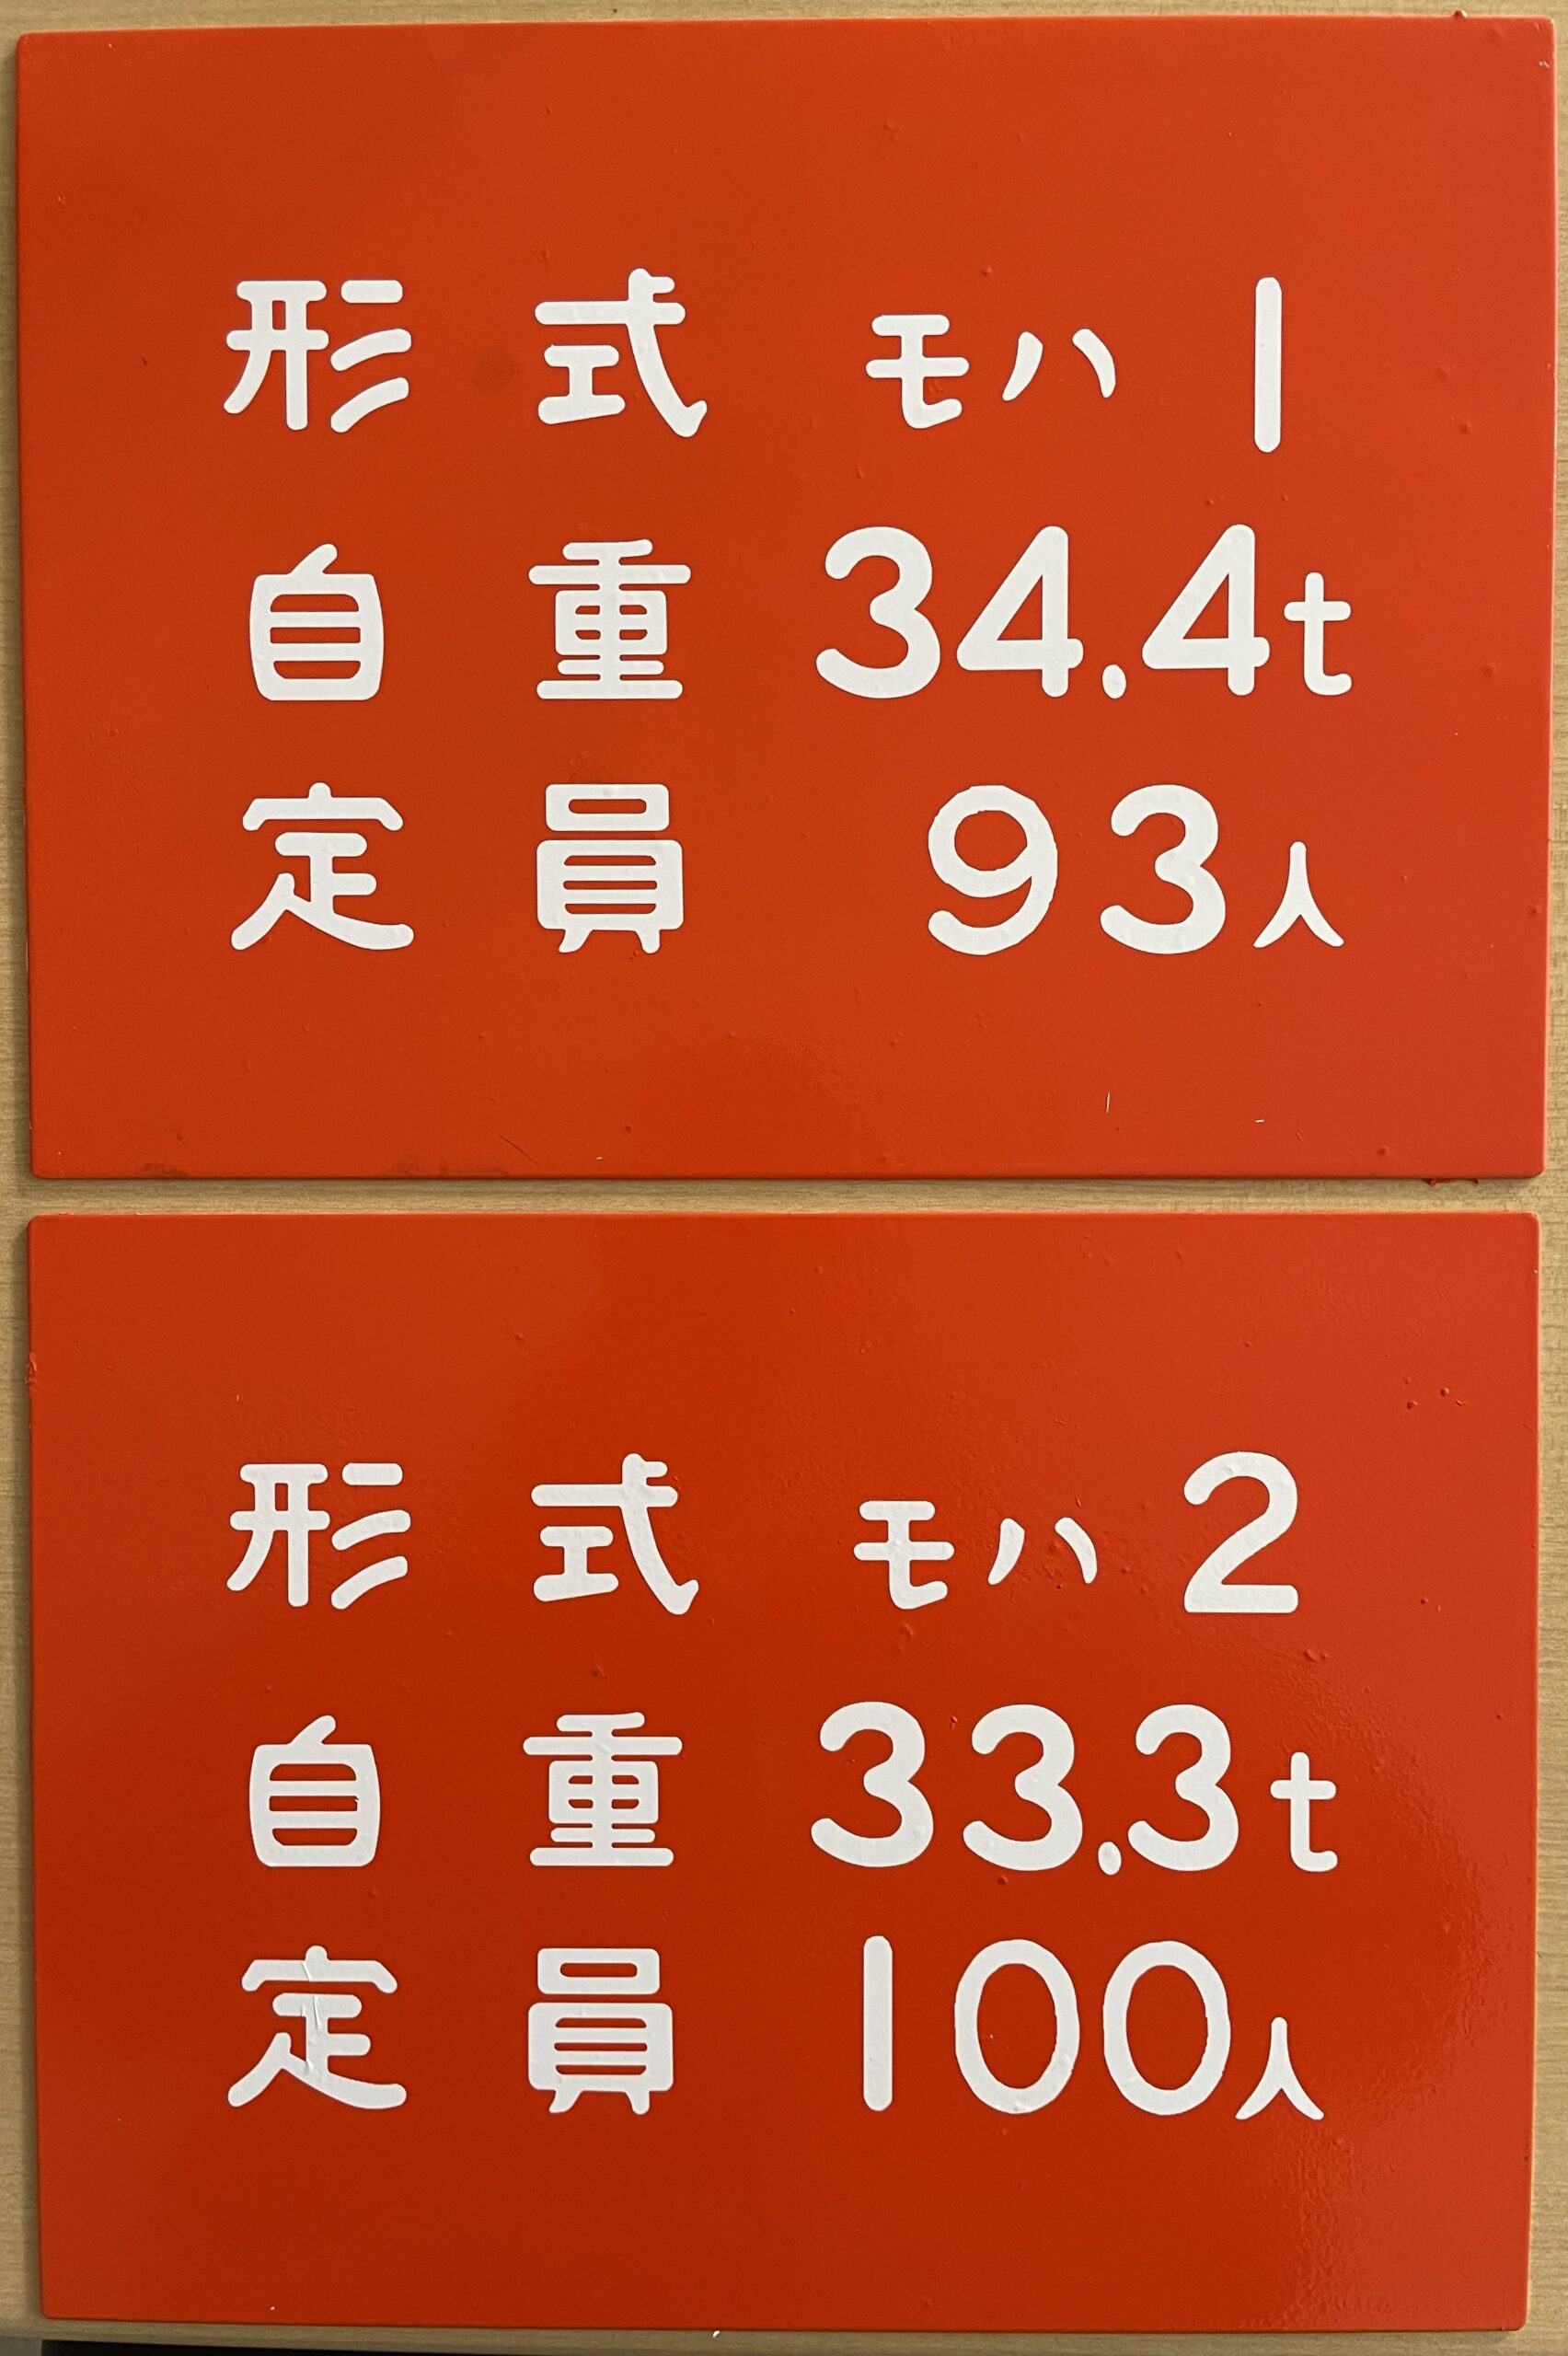 形式 モハ 1
自重 34.4t
定員 93人
形式 モハ 2
自重 33.3t
定員 100人